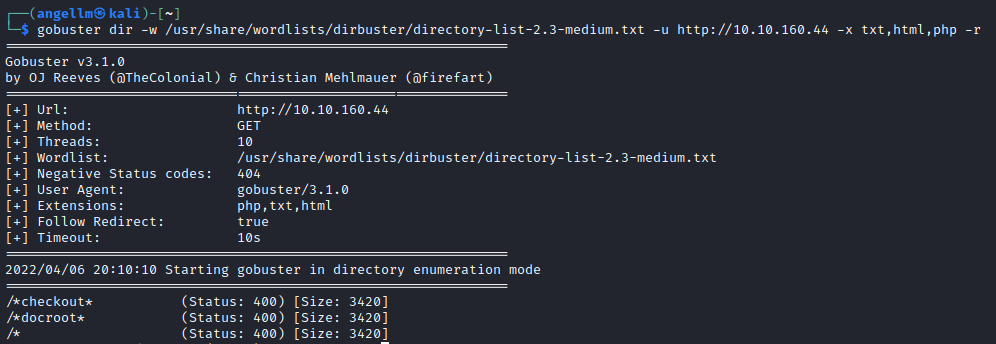 ┌──(angellm㉿kali)-[~]
└─$ gobuster dir -w /usr/share/wordlists/dirbuster/directory-list-2.3-medium.txt -u http://10.10.160.44 -x txt,html,php -r
===============================================================
Gobuster v3.1.0
by OJ Reeves (@TheColonial) & Christian Mehlmauer (@firefart)
===============================================================
[+] Url:                     http://10.10.160.44
[+] Method:                  GET
[+] Threads:                 10
[+] Wordlist:                /usr/share/wordlists/dirbuster/directory-list-2.3-medium.txt
[+] Negative Status codes:   404
[+] User Agent:              gobuster/3.1.0
[+] Extensions:              php,txt,html
[+] Follow Redirect:         true
[+] Timeout:                 10s
===============================================================
2022/04/06 20:10:10 Starting gobuster in directory enumeration mode
===============================================================
/*checkout*           (Status: 400) [Size: 3420]
/*docroot*            (Status: 400) [Size: 3420]
/*                    (Status: 400) [Size: 3420]